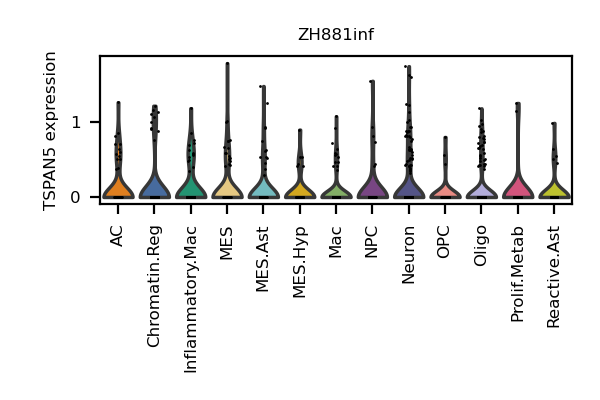 ZH881inf
TSPAN5 expression
1
0
AC
Chromatin.Reg
Inflammatory.Mac
MES
MES.Ast
MES.Hyp
Mac
NPC
Neuron
OPC
Oligo
Prolif.Metab
Reactive.Ast